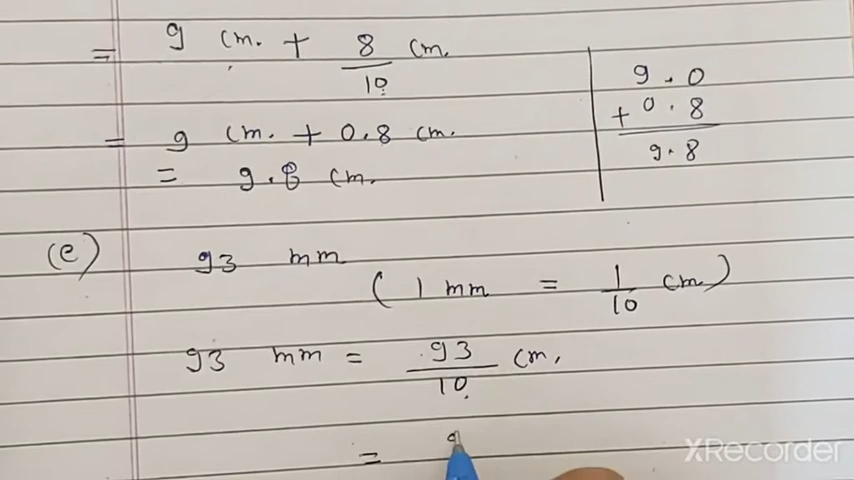 = 9 cm. + 8/10 cm.
= 9 cm. + 0.8 cm.
= 9.8 cm.
9.0
+ 0.8
9.8
(e) 93 mm
(1 mm = 1/10 cm)
93 mm = 93/10 cm.
= 9
XRecorder